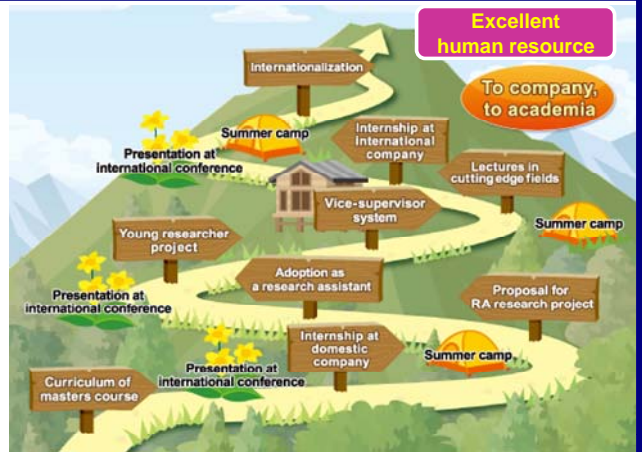 Excellent
human resource
To company,
to academia
Internationalization
Summer camp
Presentation at
international conference
Internship at
International
company
Lectures in
cutting edge fields
Vice-supervisor
system
Summer camp
Young researcher
project
Adoption as
a research assistant
Proposal for
RA research project
Presentation at
international conference
Internship at
domestic
company
Summer camp
Presentation at
international conference
Curriculum of
masters course